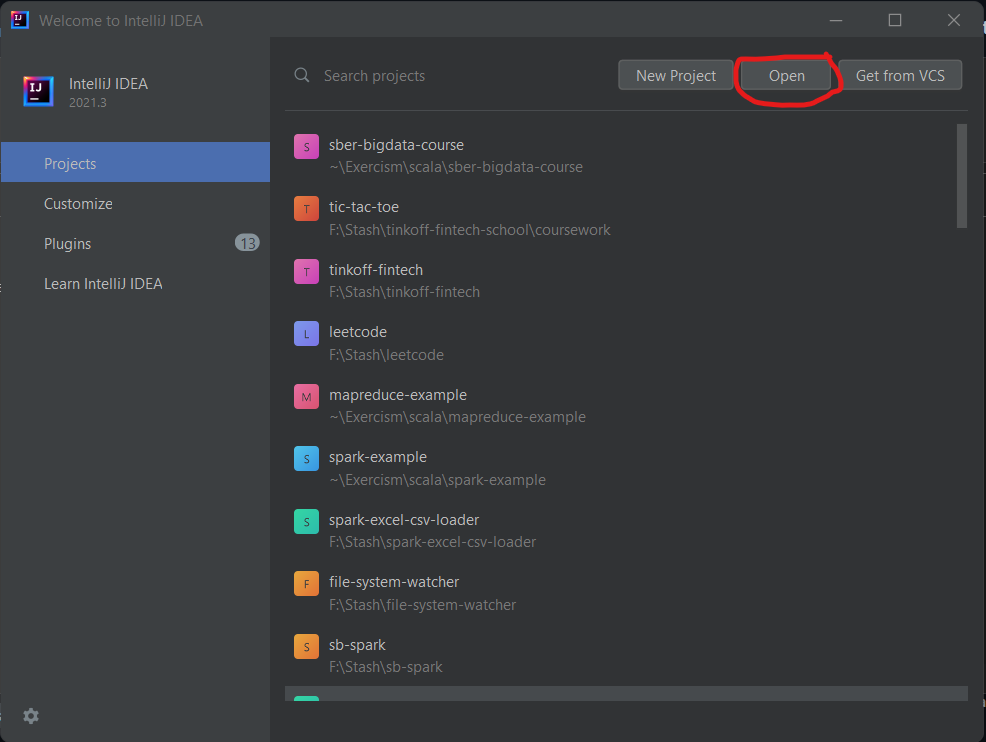 Welcome to IntelliJ IDEA
IJ
IntelliJ IDEA
2021.3
Projects
Customize
Plugins
13
Learn IntelliJ IDEA
Search projects
New Project
Open
Get from VCS
S
sber-bigdata-course
~\Exercism\scala\sber-bigdata-course
T
tic-tac-toe
F:\Stash\tinkoff-fintech-school\coursework
T
tinkoff-fintech
F:\Stash\tinkoff-fintech
L
leetcode
F:\Stash\leetcode
M
mapreduce-example
~\Exercism\scala\mapreduce-example
S
spark-example
~\Exercism\scala\spark-example
S
spark-excel-csv-loader
F:\Stash\spark-excel-csv-loader
F
file-system-watcher
F:\Stash\file-system-watcher
S
sb-spark
F:\Stash\sb-spark